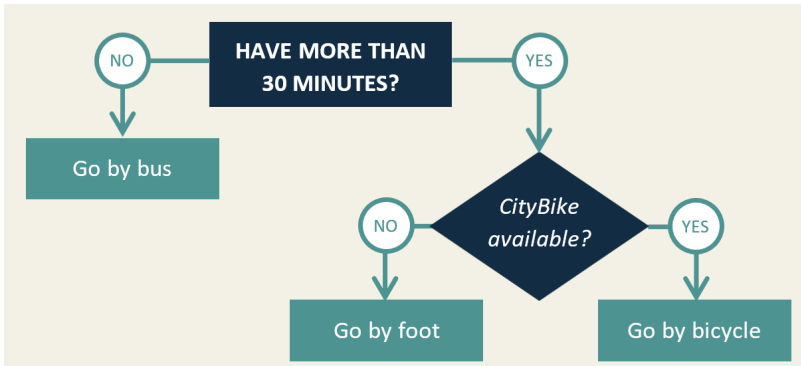 HAVE MORE THAN
30 MINUTES?
NO
YES
Go by bus
CityBike
available?
NO
YES
Go by foot
Go by bicycle